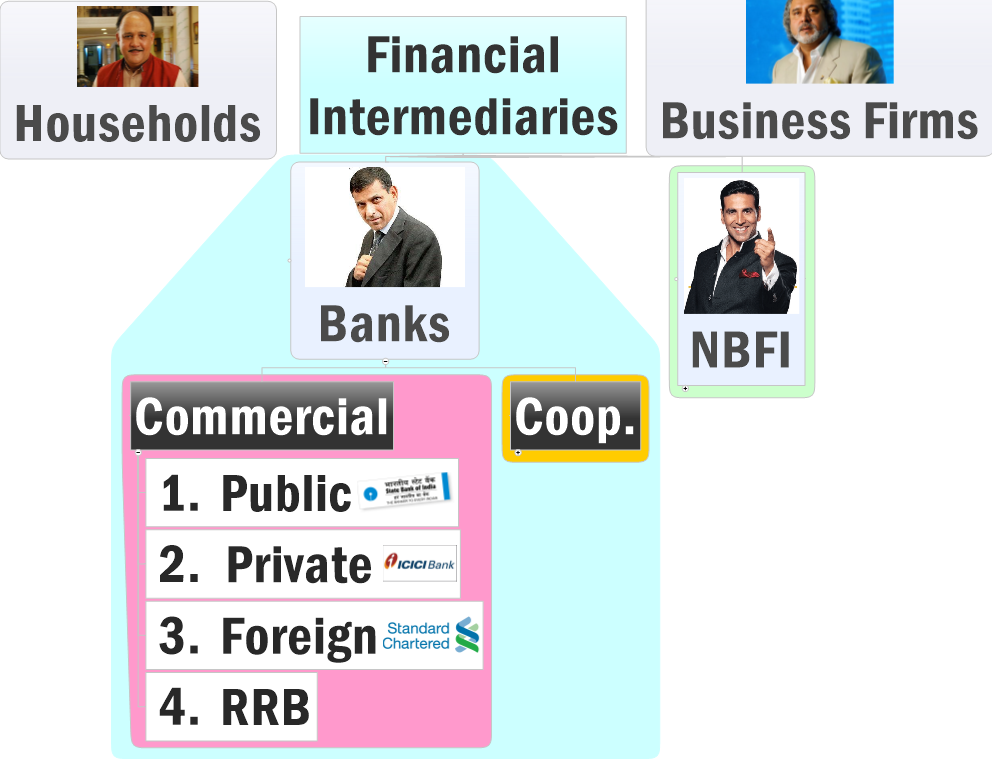 Households
Financial
Intermediaries
Business Firms
Banks
NBFI
Commercial
Coop.
1. Public
भारतीय स्टेट बैंक
State Bank of India
2. Private
ICICI Bank
3. Foreign
Standard
Chartered
4. RRB